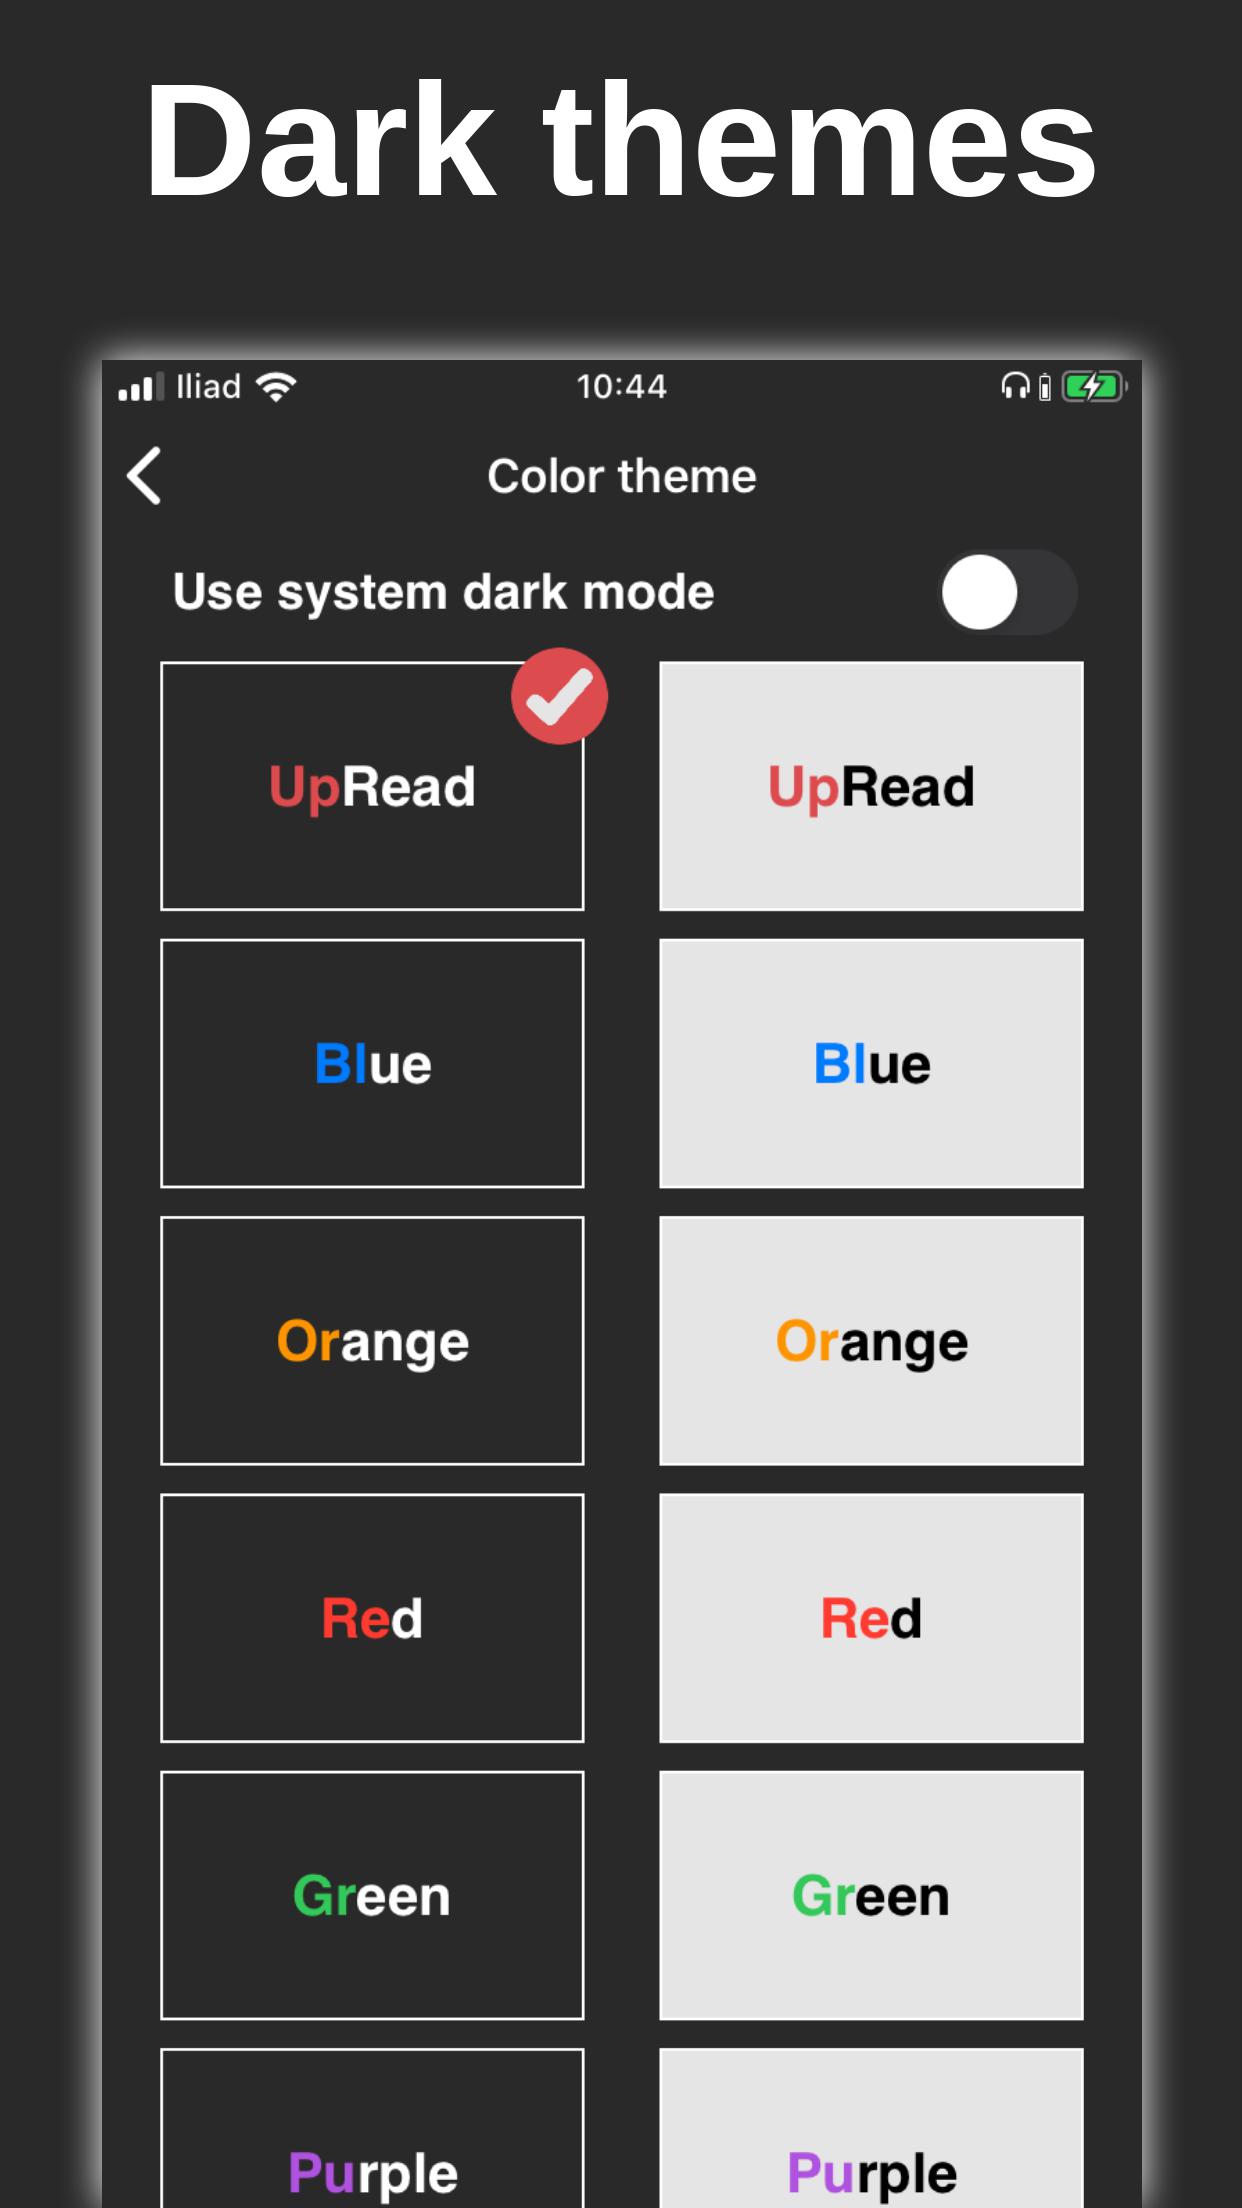 Dark themes
Iliad 10:44
Color theme
Use system dark mode
UpRead UpRead
Blue Blue
Orange Orange
Red Red
Green Green
Purple Purple